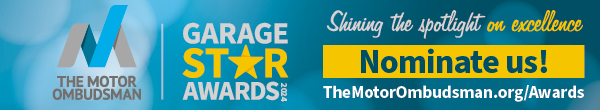 THE MOTOR
OMBUDSMAN
GARAGE
STAR
AWARDS 2024
Shining the spotlight on excellence
Nominate us!
TheMotorOmbudsman.org/Awards